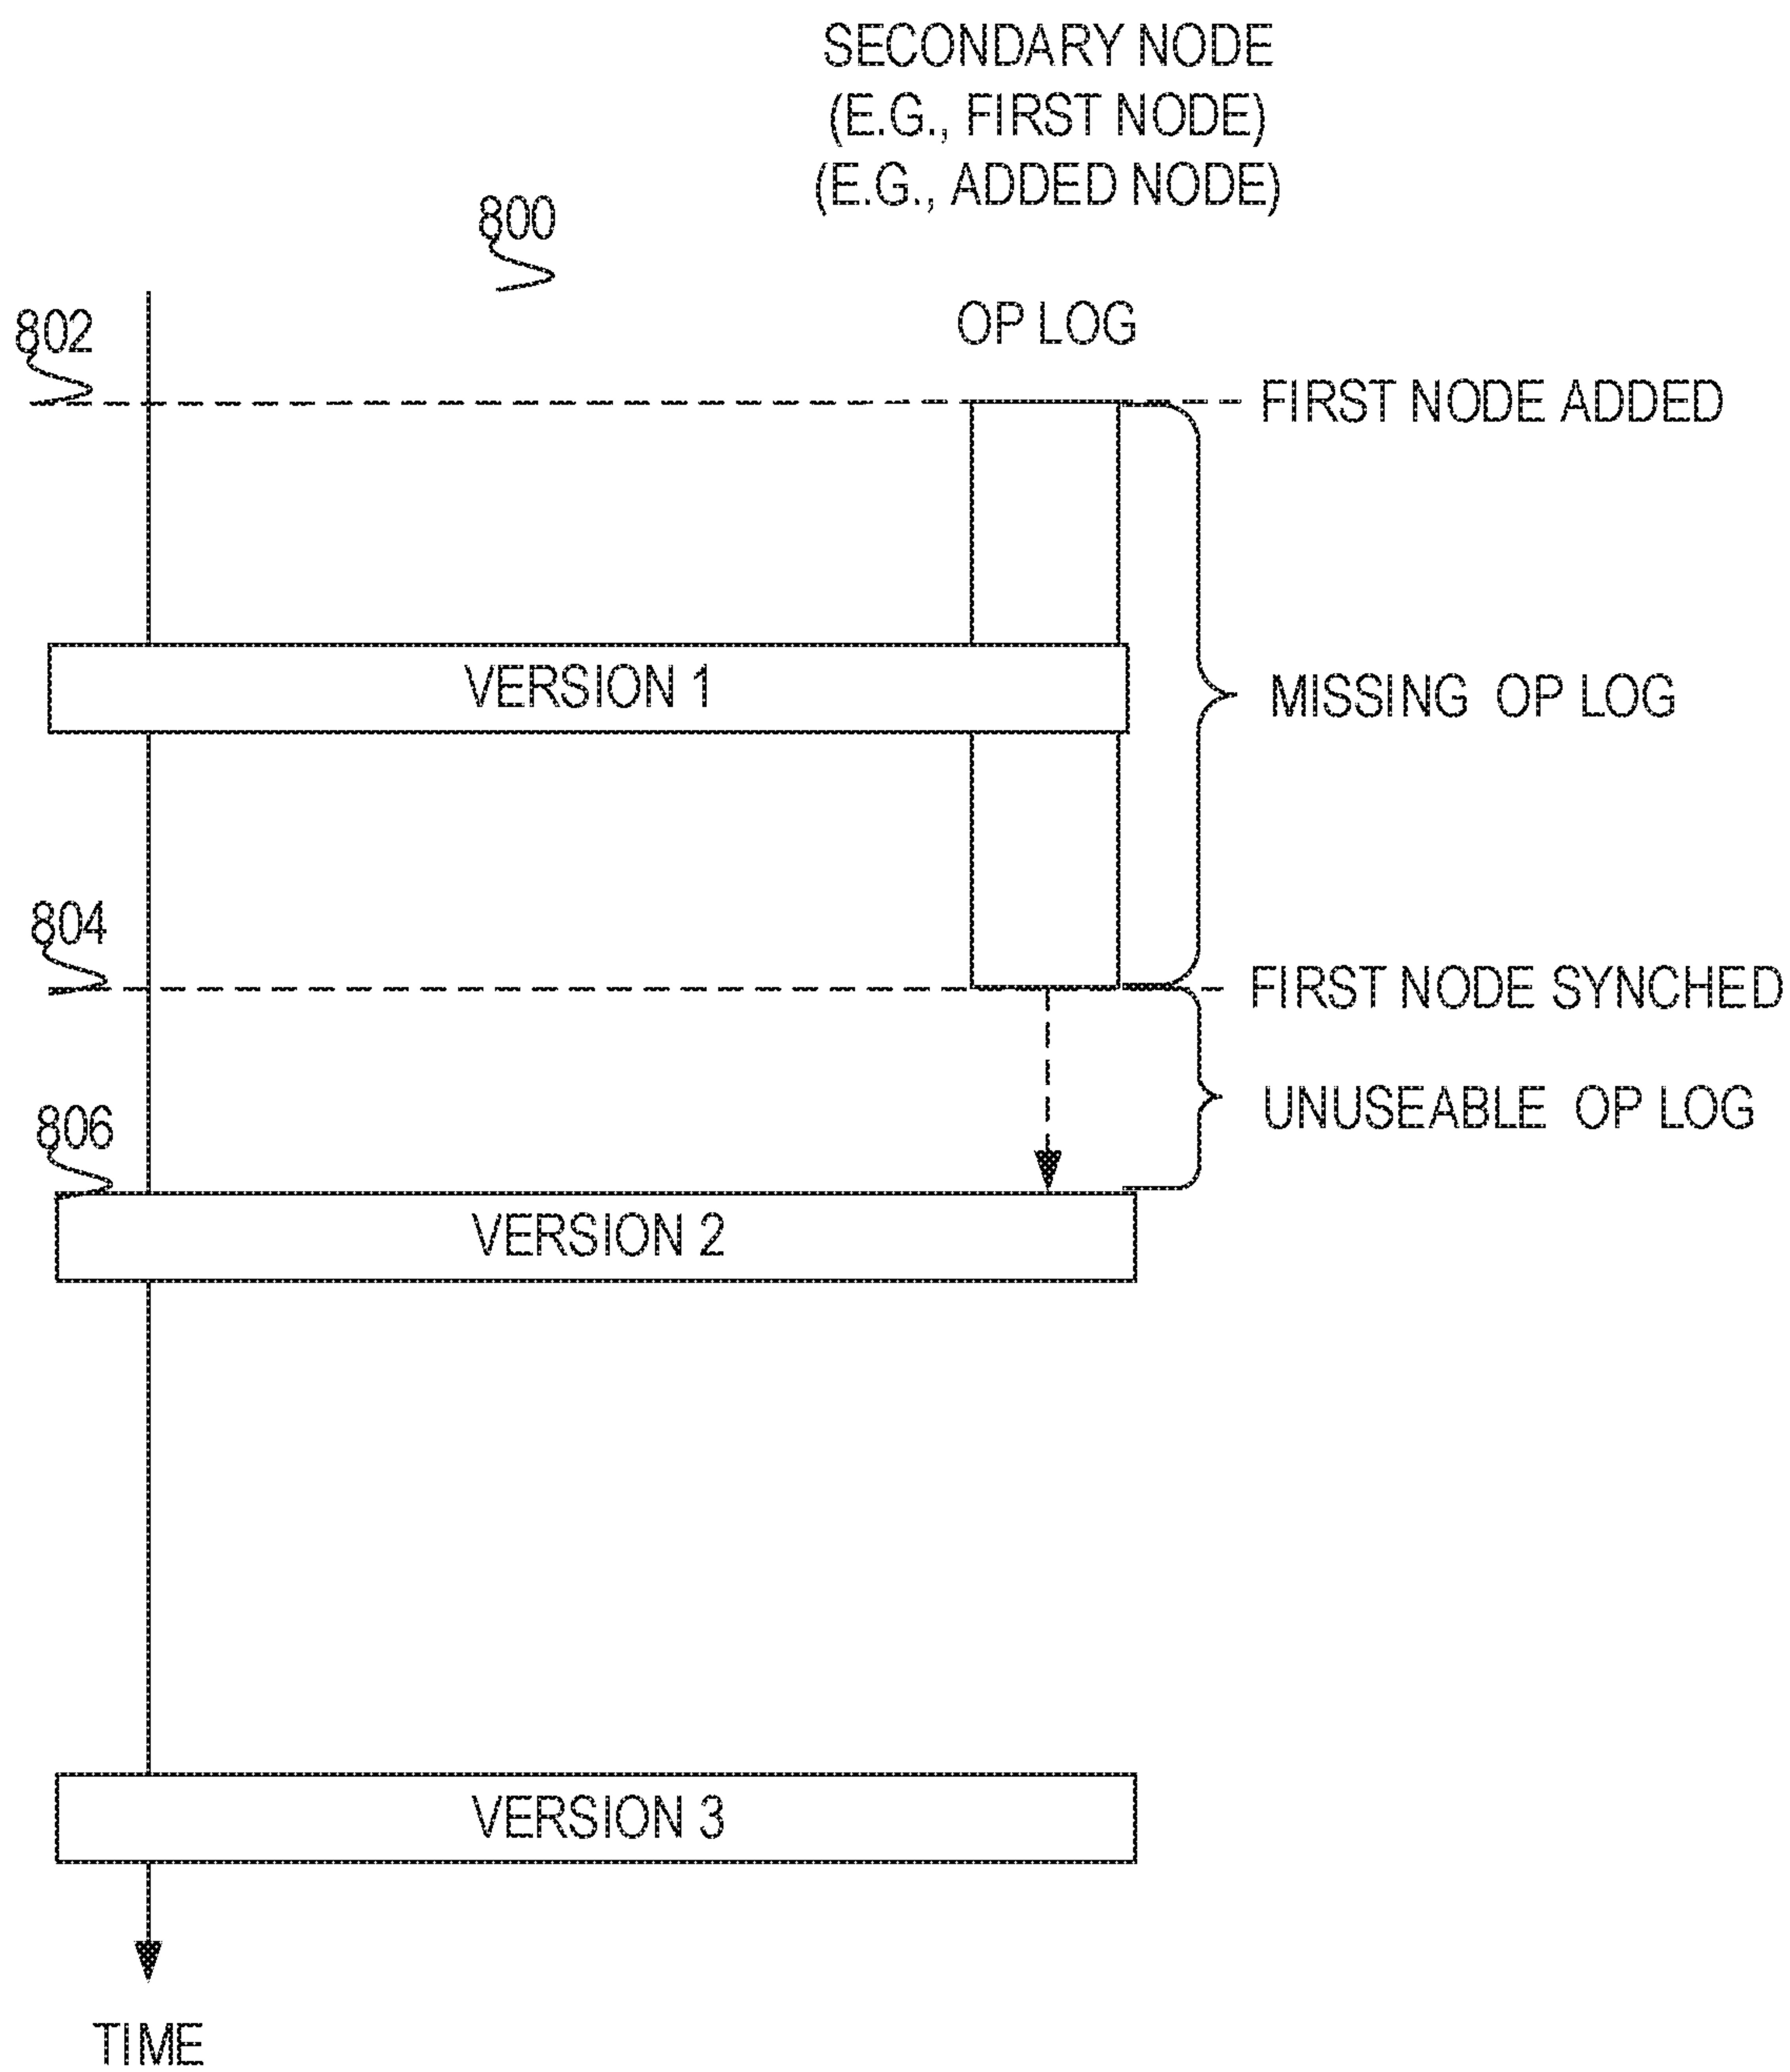 SECONDARY NODE
(E.G., FIRST NODE)
(E.G., ADDED NODE)
800
802
OP LOG
FIRST NODE ADDED
VERSION 1
MISSING OP LOG
804
FIRST NODE SYNCHED
806
UNUSEABLE OP LOG
VERSION 2
VERSION 3
TIME